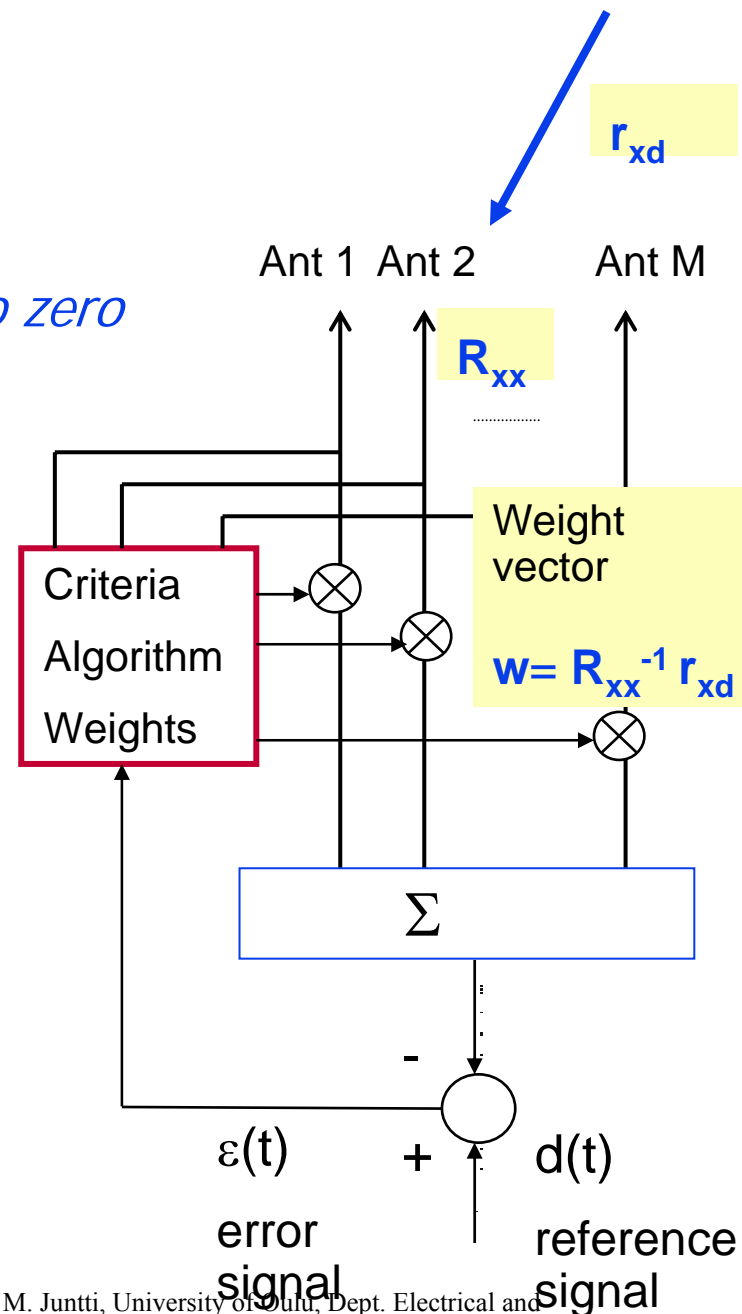 r_xd
Ant 1 Ant 2 Ant M
zero
R_xx
Weight
vector
w= R_xx^-1 r_xd
Criteria
Algorithm
Weights
Σ
-
ε(t) + d(t)
error
signal
reference
signal
M. Juntti, University of Oulu, Dept. Electrical and